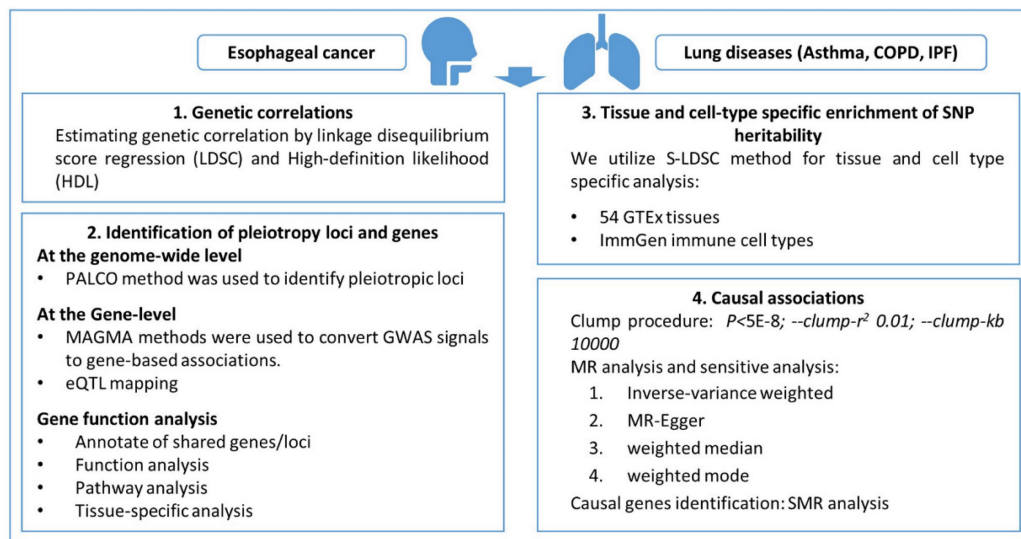 Esophageal cancer
Lung diseases (Asthma, COPD, IPF)
1. Genetic correlations
Estimating genetic correlation by linkage disequilibrium
score regression (LDSC) and High-definition likelihood
(HDL)
2. Identification of pleiotropy loci and genes
At the genome-wide level
• PALCO method was used to identify pleiotropic loci
At the Gene-level
• MAGMA methods were used to convert GWAS signals
to gene-based associations.
• eQTL mapping
Gene function analysis
• Annotate of shared genes/loci
• Function analysis
• Pathway analysis
• Tissue-specific analysis
3. Tissue and cell-type specific enrichment of SNP
heritability
We utilize S-LDSC method for tissue and cell type
specific analysis:
• 54 GTEx tissues
• ImmGen immune cell types
4. Causal associations
Clump procedure: P<5E-8; --clump-r² 0.01; --clump-kb
10000
MR analysis and sensitive analysis:
1. Inverse-variance weighted
2. MR-Egger
3. weighted median
4. weighted mode
Causal genes identification: SMR analysis